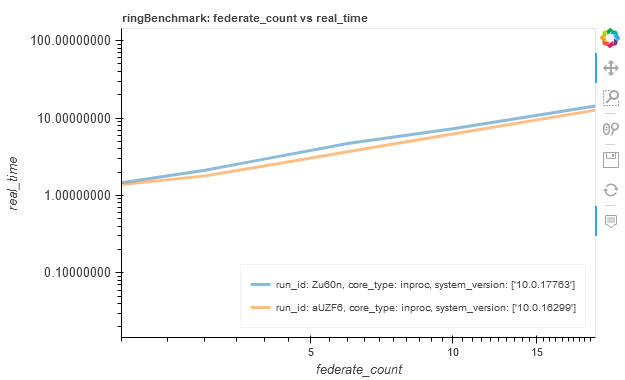 ringBenchmark: federate_count vs real_time
100.00000000
10.00000000
1.00000000
0.10000000
real_time
run_id: Zu60n, core_type: inproc, system_version: ['10.0.17763']
run_id: aUZF6, core_type: inproc, system_version: ['10.0.16299']
5 10 15
federate_count